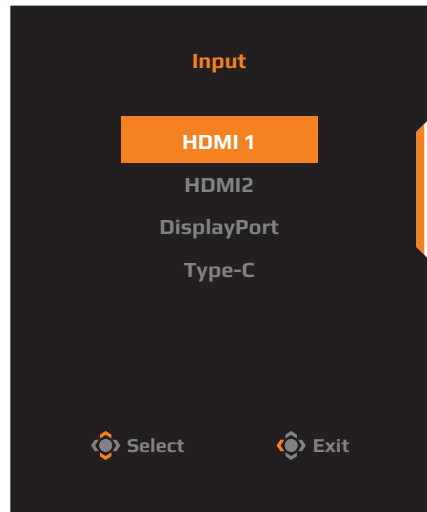 Input
HDMI 1
HDMI2
DisplayPort
Type-C
Select Exit